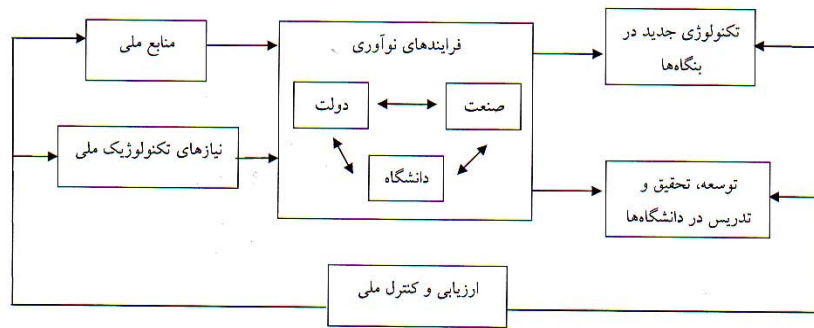 منابع ملی
فرایندهای نوآوری
تکنولوژی جدید در
بنگاه‌ها
دولت
صنعت
نیازهای تکنولوژیک ملی
دانشگاه
توسعه، تحقیق و
تدریس در دانشگاه‌ها
ارزیابی و کنترل ملی